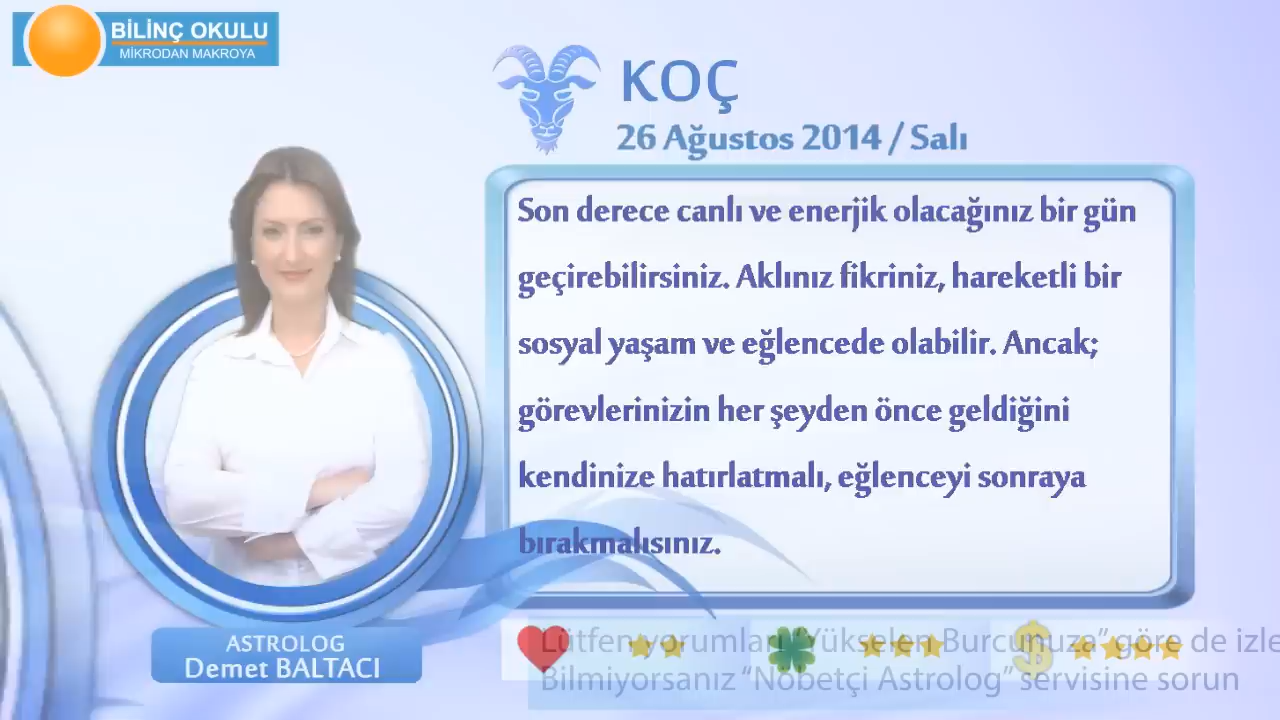 BİLİNÇ OKULU
MİKRODAN MAKROYA
KOÇ
26 Ağustos 2014 / Salı
Son derece canlı ve enerjik olacağınız bir gün
geçirebilirsiniz. Aklınız fikriniz, hareketli bir
sosyal yaşam ve eğlencede olabilir. Ancak;
görevlerinizin her şeyden önce geldiğini
kendinize hatırlatmalı, eğlenceyi sonraya
bırakmalısınız.
ASTROLOG
Demet BALTACI
Lütfen yorumları "Yükselen Burcunuza" göre de izle
Bilmiyorsanız "Nöbetçi Astrolog" servisine sorun